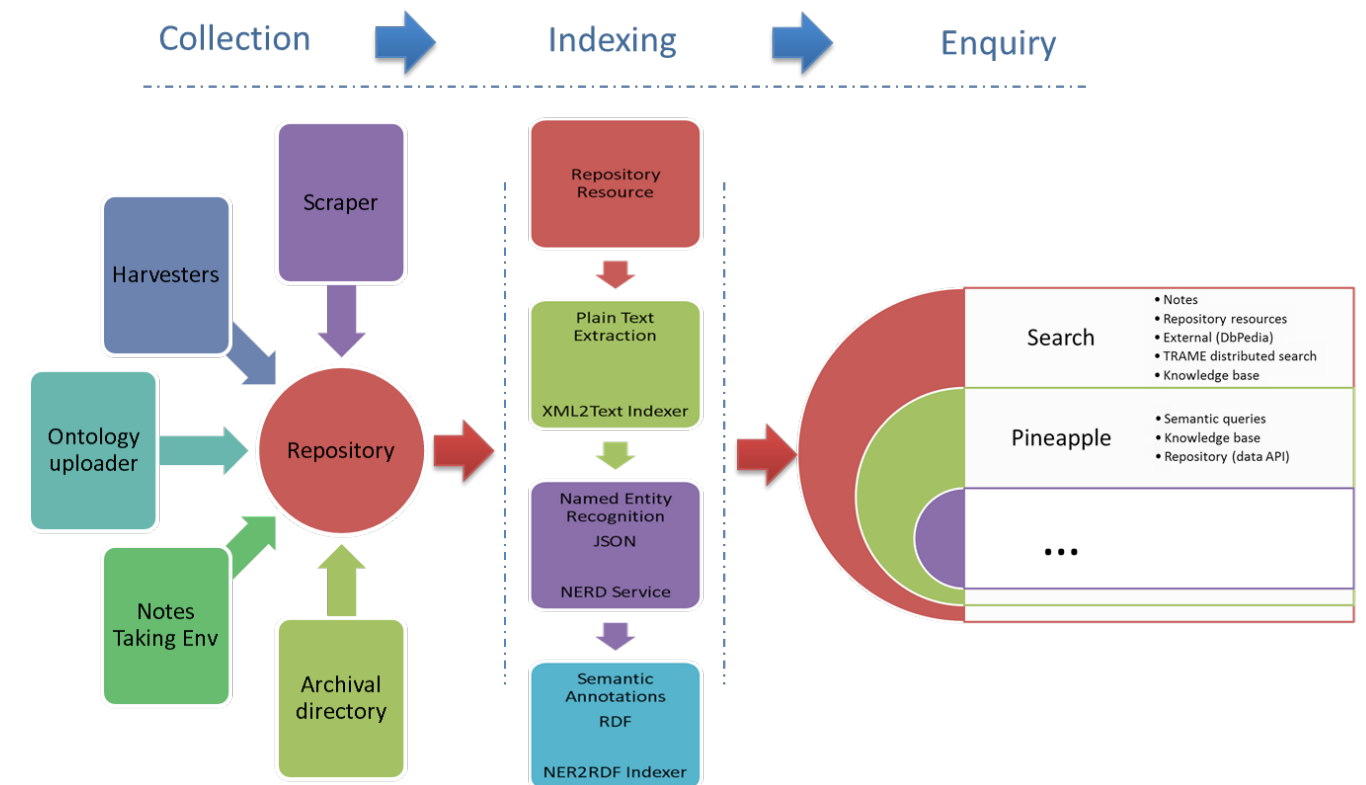 Collection
Indexing
Enquiry
Scraper
Harvesters
Ontology
uploader
Notes
Taking Env
Archival
directory
Repository
Repository
Resource
Plain Text
Extraction
XML2Text Indexer
Named Entity
Recognition
JSON
NERD Service
Semantic
Annotations
RDF
NER2RDF Indexer
Search
• Notes
• Repository resources
• External (DbPedia)
• TRAME distributed search
• Knowledge base
Pineapple
• Semantic queries
• Knowledge base
• Repository (data API)
...